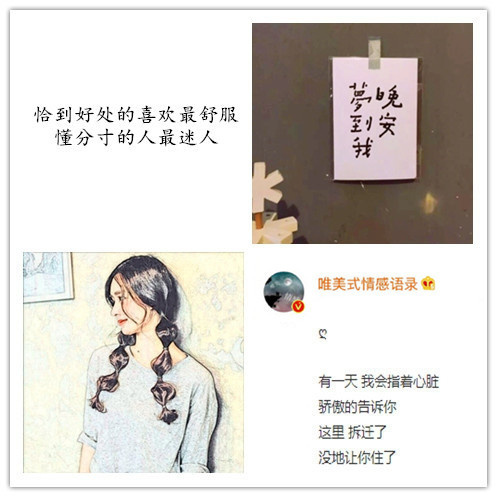 恰到好处的喜欢最舒服
懂分寸的人最迷人
晚安
夢到我
唯美式情感语录
ღ
有一天 我会指着心脏
骄傲的告诉你
这里 拆迁了
没地让你住了